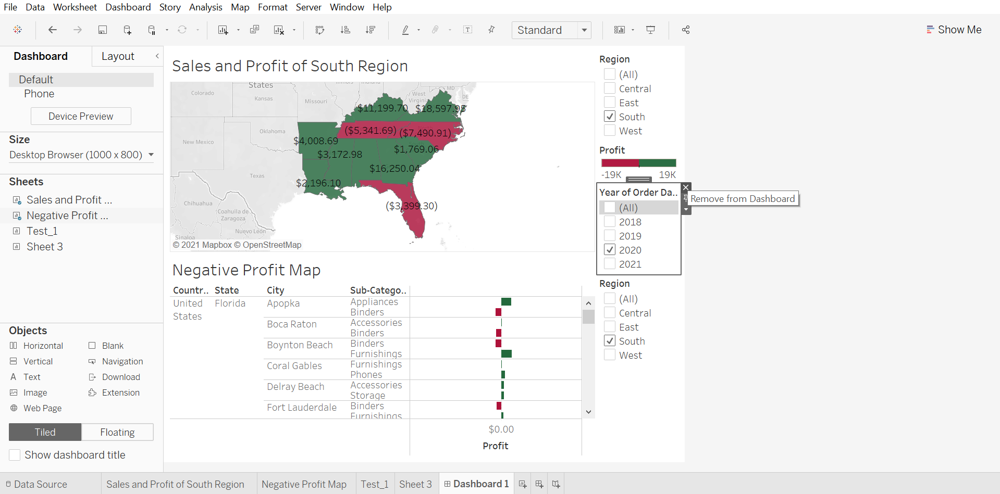 File Data Worksheet Dashboard Story Analysis Map Format Server Window Help
Standard
Show Me
Dashboard
Layout
Default
Phone
Device Preview
Size
Desktop Browser (1000 x 800)
Sheets
Sales and Profit ...
Negative Profit ...
Test_1
Sheet 3
Objects
Horizontal
Blank
Vertical
Navigation
A Text
Download
Image
Extension
Web Page
Tiled
Floating
Show dashboard title
Sales and Profit of South Region
States
Colorado
Kansas
Missouri
Illinois
Indiana
West
Virginia
MD
DE
Oklahoma
New Mexico
Texas
North
South
Chihuahua
Coahuila de
Zaragoza
Nuevo León
Sinaloa
$11,199.70
$18,597.95
($5,341.69)
($7,490.91)
$4,008.69
$3,172.98
$1,769.06
$16,250.04
$2,196.10
($3,399.30)
© 2021 Mapbox © OpenStreetMap
Negative Profit Map
Countr.. State City Sub-Catego..
United
States
Florida
Apopka
Appliances
Binders
Boca Raton
Accessories
Binders
Boynton Beach
Binders
Furnishings
Coral Gables
Furnishings
Phones
Delray Beach
Accessories
Storage
Fort Lauderdale
Binders
Furnishings
$0.00
Profit
Region
(All)
Central
East
South
West
Profit
-19K 19K
Year of Order Da..
(All)
2018
2019
2020
2021
Remove from Dashboard
Region
(All)
Central
East
South
West
Data Source
Sales and Profit of South Region
Negative Profit Map
Test_1
Sheet 3
Dashboard 1